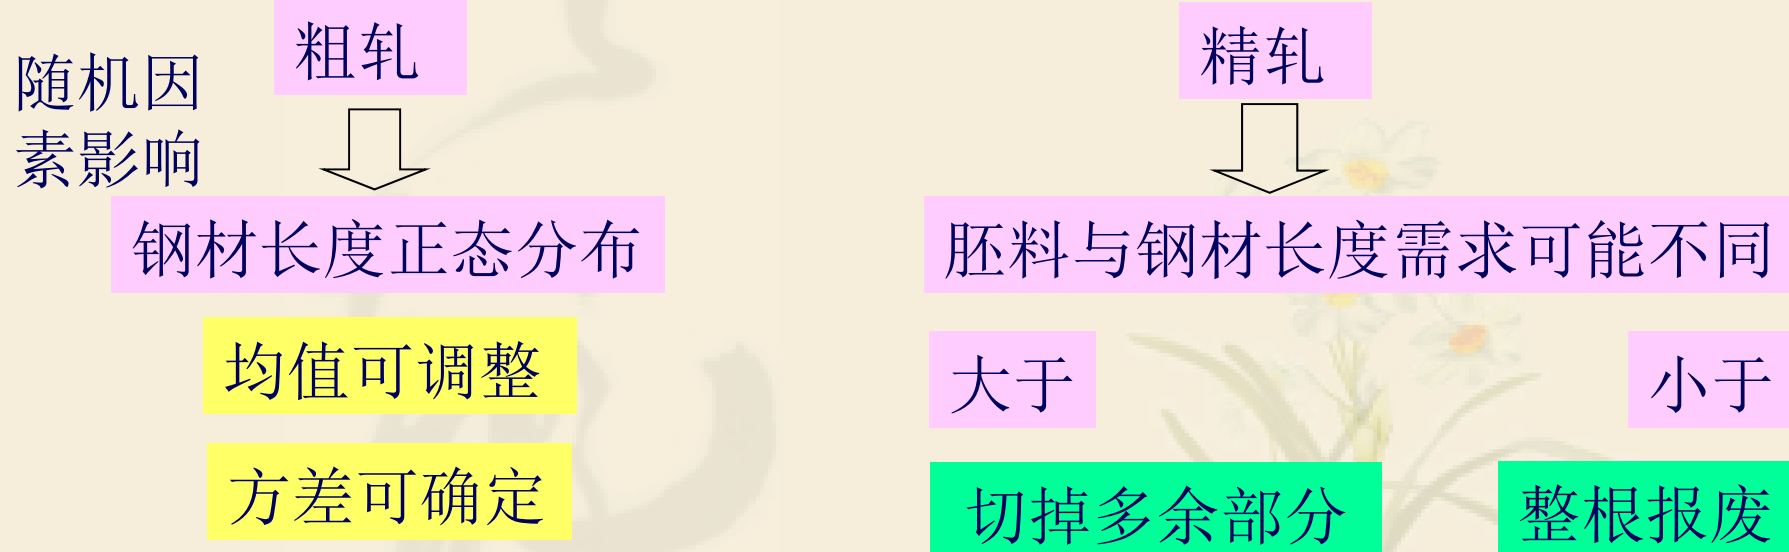 随机因
素影响
粗轧
钢材长度正态分布
均值可调整
方差可确定
精轧
胚料与钢材长度需求可能不同
大于
小于
切掉多余部分
整根报废